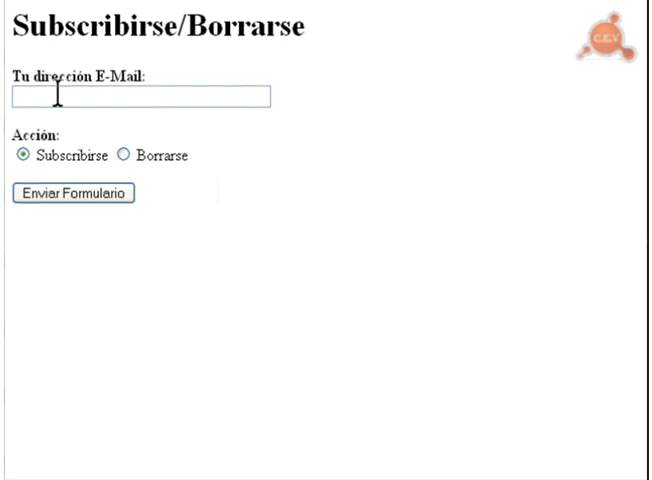 Subscribirse/Borrarse
C.E.V
Tu dirección E-Mail:
Acción:
Subscribirse Borrarse
Enviar Formulario